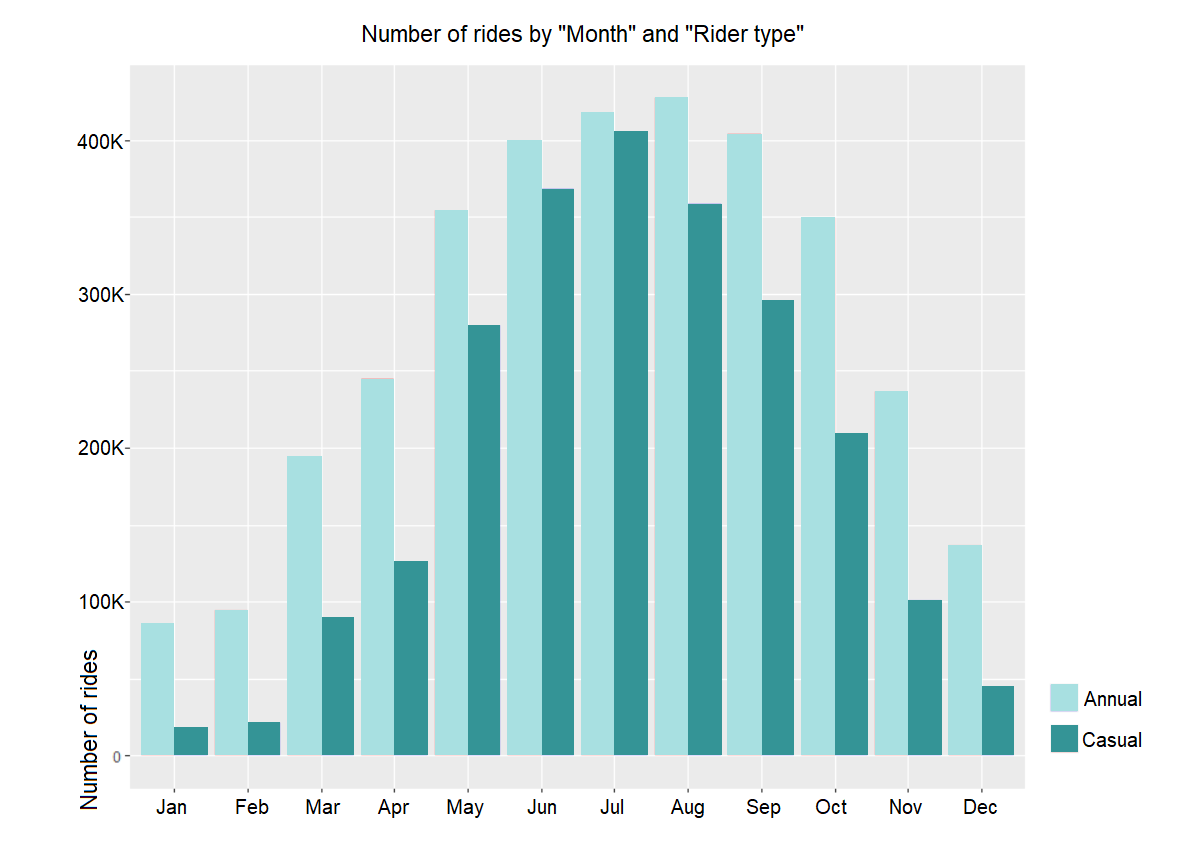 Number of rides by "Month" and "Rider type"
400K
300K
200K
100K
0
Number of rides
Jan Feb Mar Apr May Jun Jul Aug Sep Oct Nov Dec
Annual
Casual